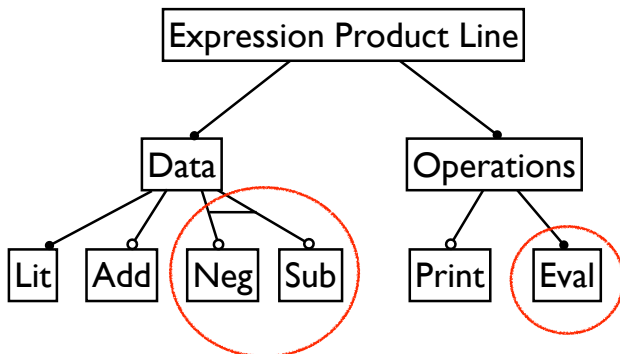 Expression Product Line
Data Operations
Lit Add Neg Sub Print Eval